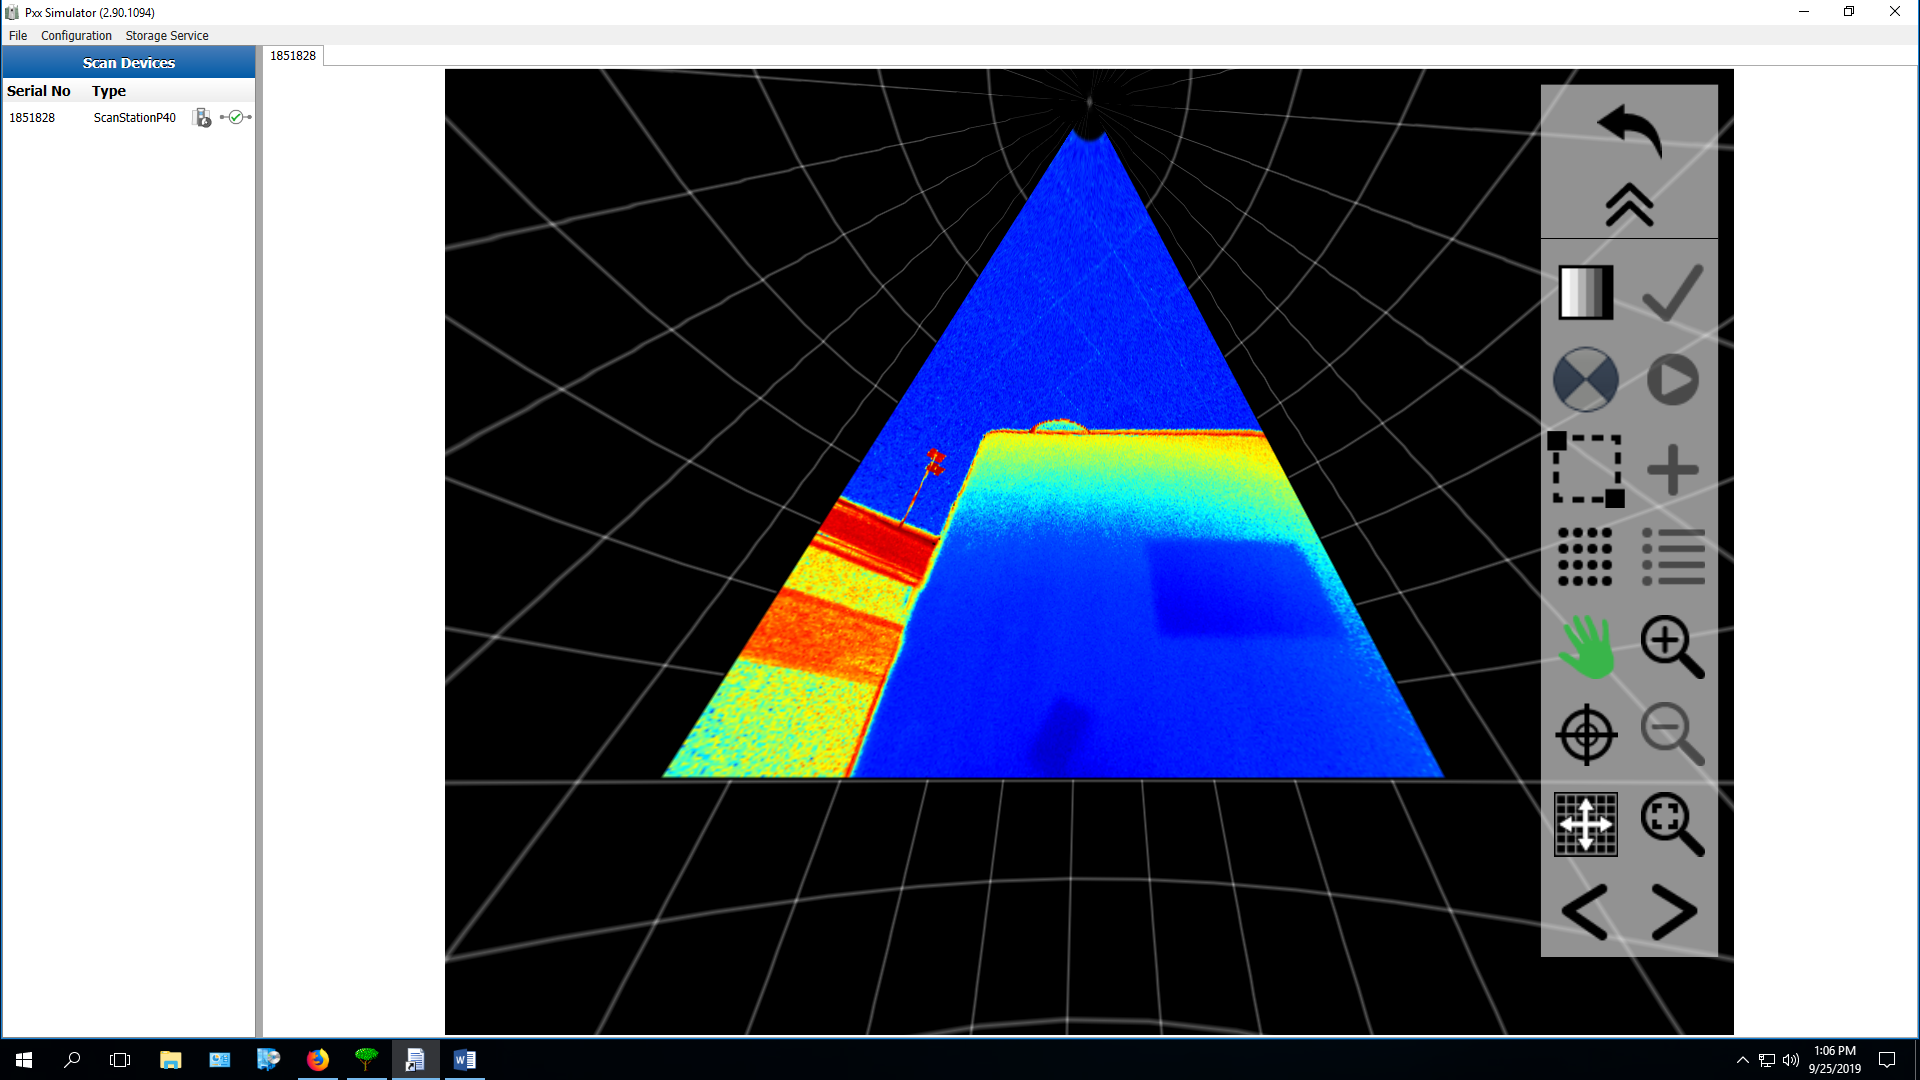 Pxx Simulator (2.90.1094)
File Configuration Storage Service
Scan Devices
1851828
Serial No Type
1851828 ScanStationP40
1:06 PM
9/25/2019